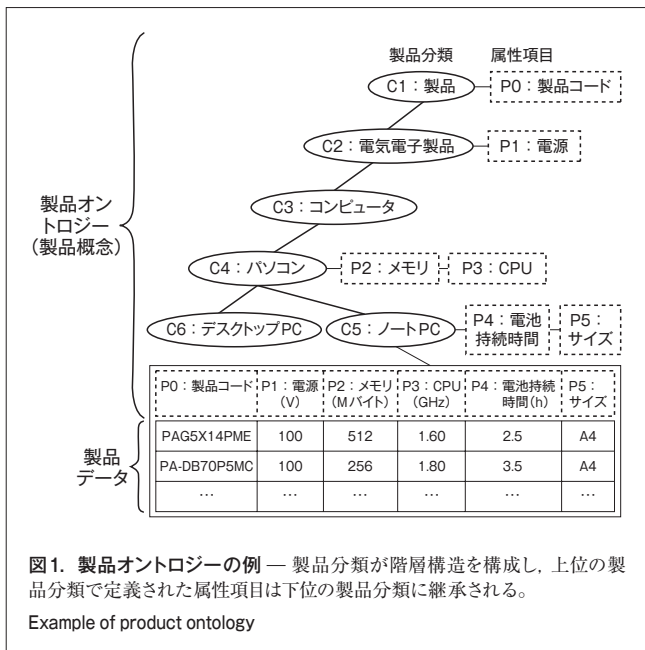 製品分類 属性項目
C1：製品 P0：製品コード
C2：電気電子製品 P1：電源
C3：コンピュータ
製品オン
トロジー
（製品概念）
C4：パソコン P2：メモリ P3：CPU
C6：デスクトップPC C5：ノートPC P4：電池
持続時間 P5：
サイズ
P0：製品コード P1：電源
（V） P2：メモリ
（Mバイト） P3：CPU
（GHz） P4：電池持続
時間（h） P5：
サイズ
製品
データ
PAG5X14PME 100 512 1.60 2.5 A4
PA-DB70P5MC 100 256 1.80 3.5 A4
… … … … … …
図1．製品オントロジーの例 — 製品分類が階層構造を構成し，上位の製
品分類で定義された属性項目は下位の製品分類に継承される。
Example of product ontology